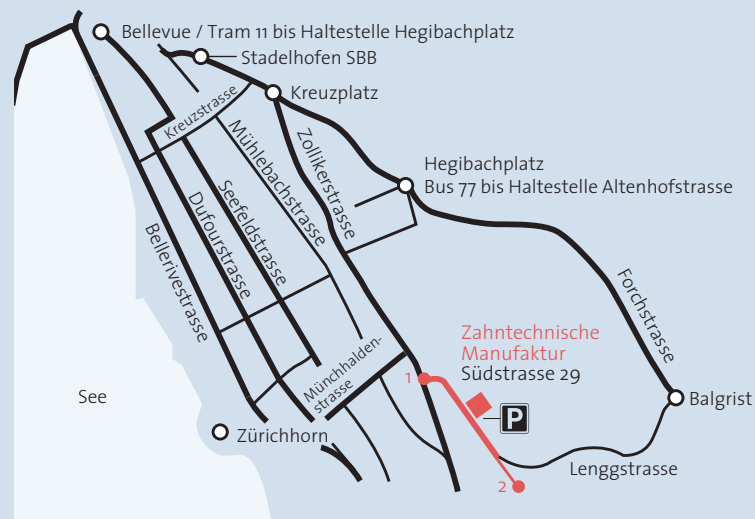 Bellevue / Tram 11 bis Haltestelle Hegibachplatz
Stadelhofen SBB
Kreuzplatz
Kreuzstrasse
Mühlebachstrasse
Zollikerstrasse
Hegibachplatz
Bus 77 bis Haltestelle Altenhofstrasse
Seefeldstrasse
Dufourstrasse
Bellerivestrasse
Forchstrasse
Zahntechnische
Manufaktur
Südstrasse 29
Münchhalden-
strasse
1
P
See
Balgrist
Zürichhorn
Lenggstrasse
2